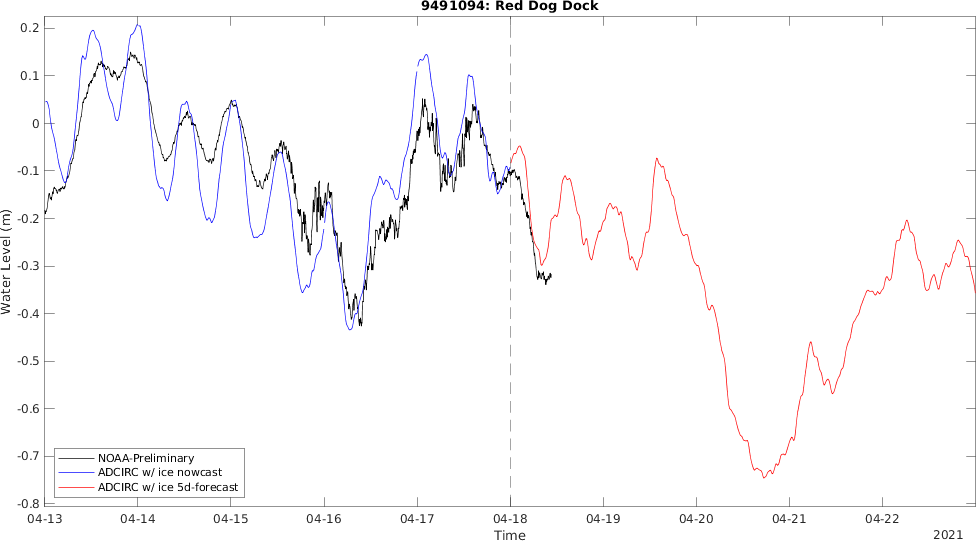 9491094: Red Dog Dock
Water Level (m)
0.2
0.1
0
-0.1
-0.2
-0.3
-0.4
-0.5
-0.6
-0.7
-0.8
NOAA-Preliminary
ADCIRC w/ ice nowcast
ADCIRC w/ ice 5d-forecast
04-13 04-14 04-15 04-16 04-17 04-18 04-19 04-20 04-21 04-22
Time
2021